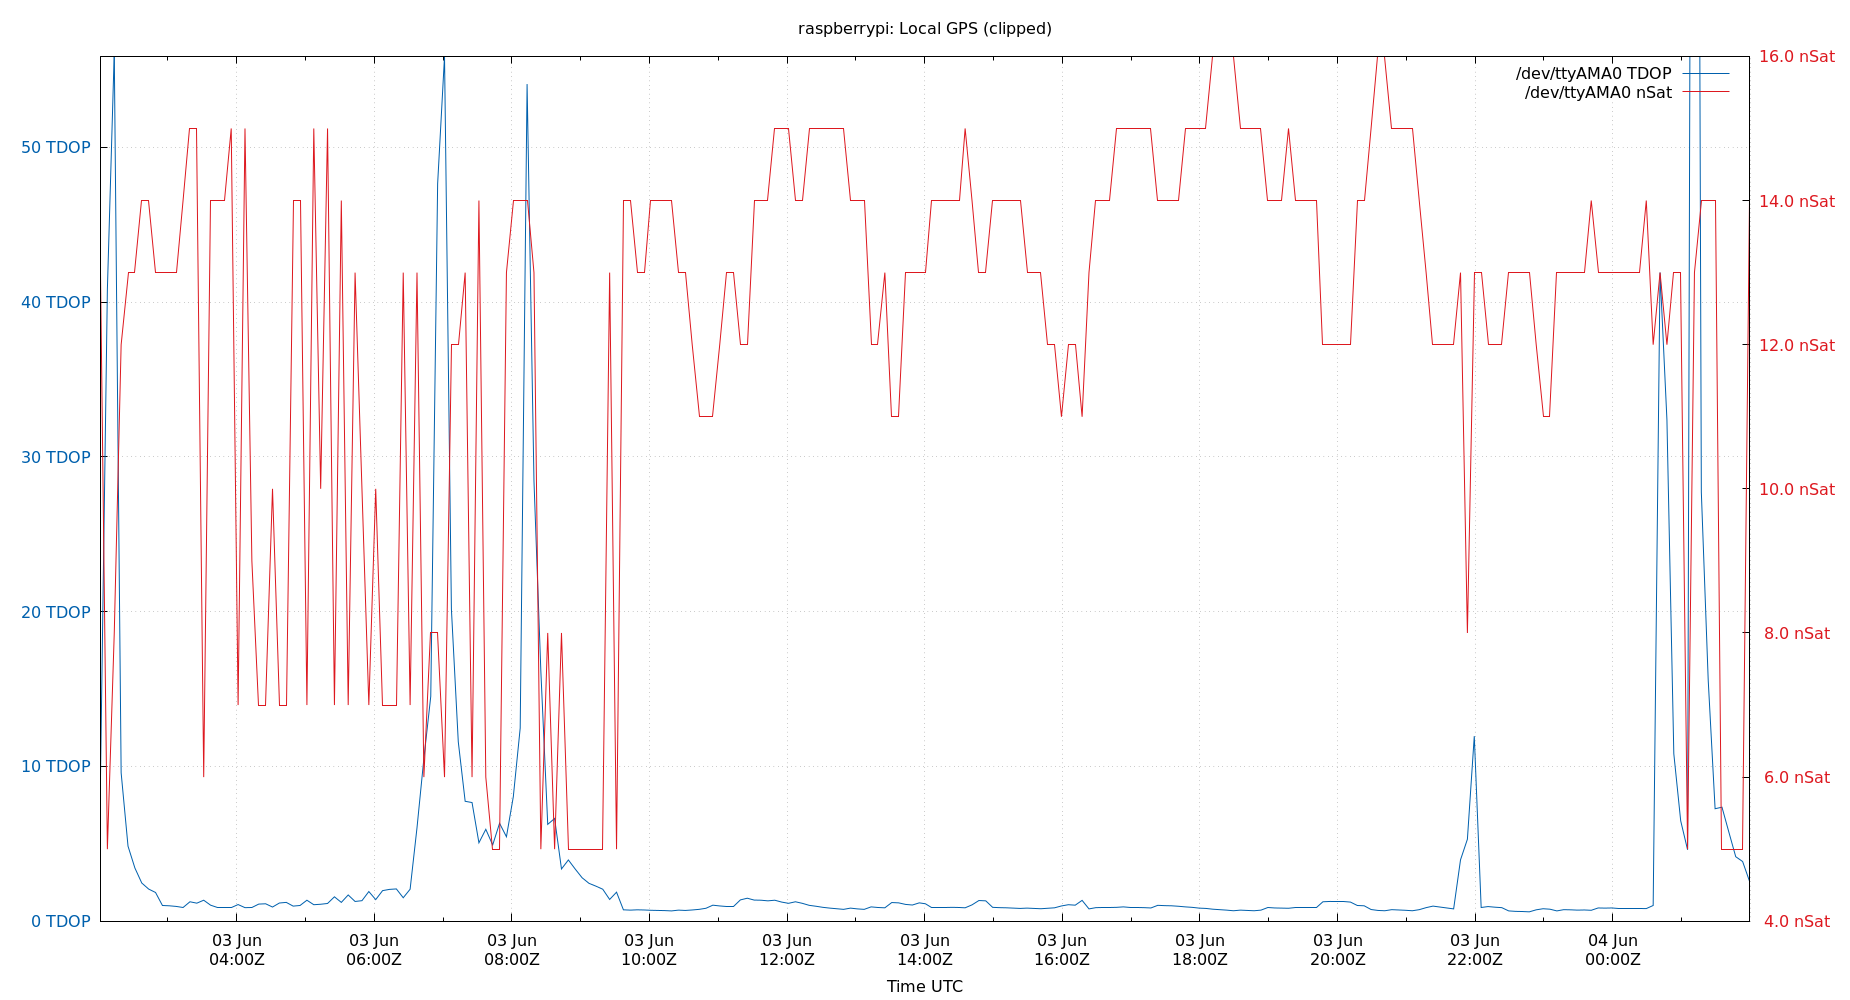 raspberrypi: Local GPS (clipped)
/dev/ttyAMA0 TDOP
/dev/ttyAMA0 nSat
50 TDOP
40 TDOP
30 TDOP
20 TDOP
10 TDOP
0 TDOP
16.0 nSat
14.0 nSat
12.0 nSat
10.0 nSat
8.0 nSat
6.0 nSat
4.0 nSat
03 Jun
04:00Z
03 Jun
06:00Z
03 Jun
08:00Z
03 Jun
10:00Z
03 Jun
12:00Z
03 Jun
14:00Z
03 Jun
16:00Z
03 Jun
18:00Z
03 Jun
20:00Z
03 Jun
22:00Z
04 Jun
00:00Z
Time UTC